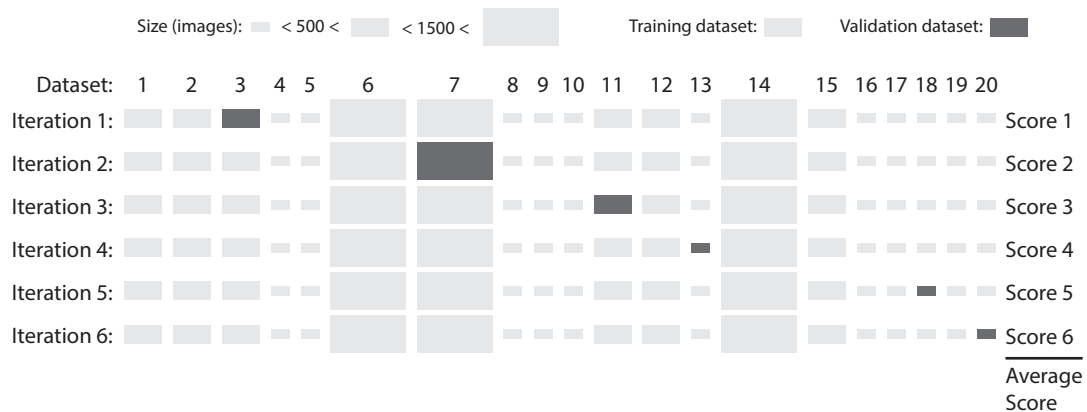 Size (images): < 500 < < 1500 < Training dataset: Validation dataset:
Dataset: 1 2 3 4 5 6 7 8 9 10 11 12 13 14 15 16 17 18 19 20
Iteration 1: Score 1
Iteration 2: Score 2
Iteration 3: Score 3
Iteration 4: Score 4
Iteration 5: Score 5
Iteration 6: Score 6
Average
Score